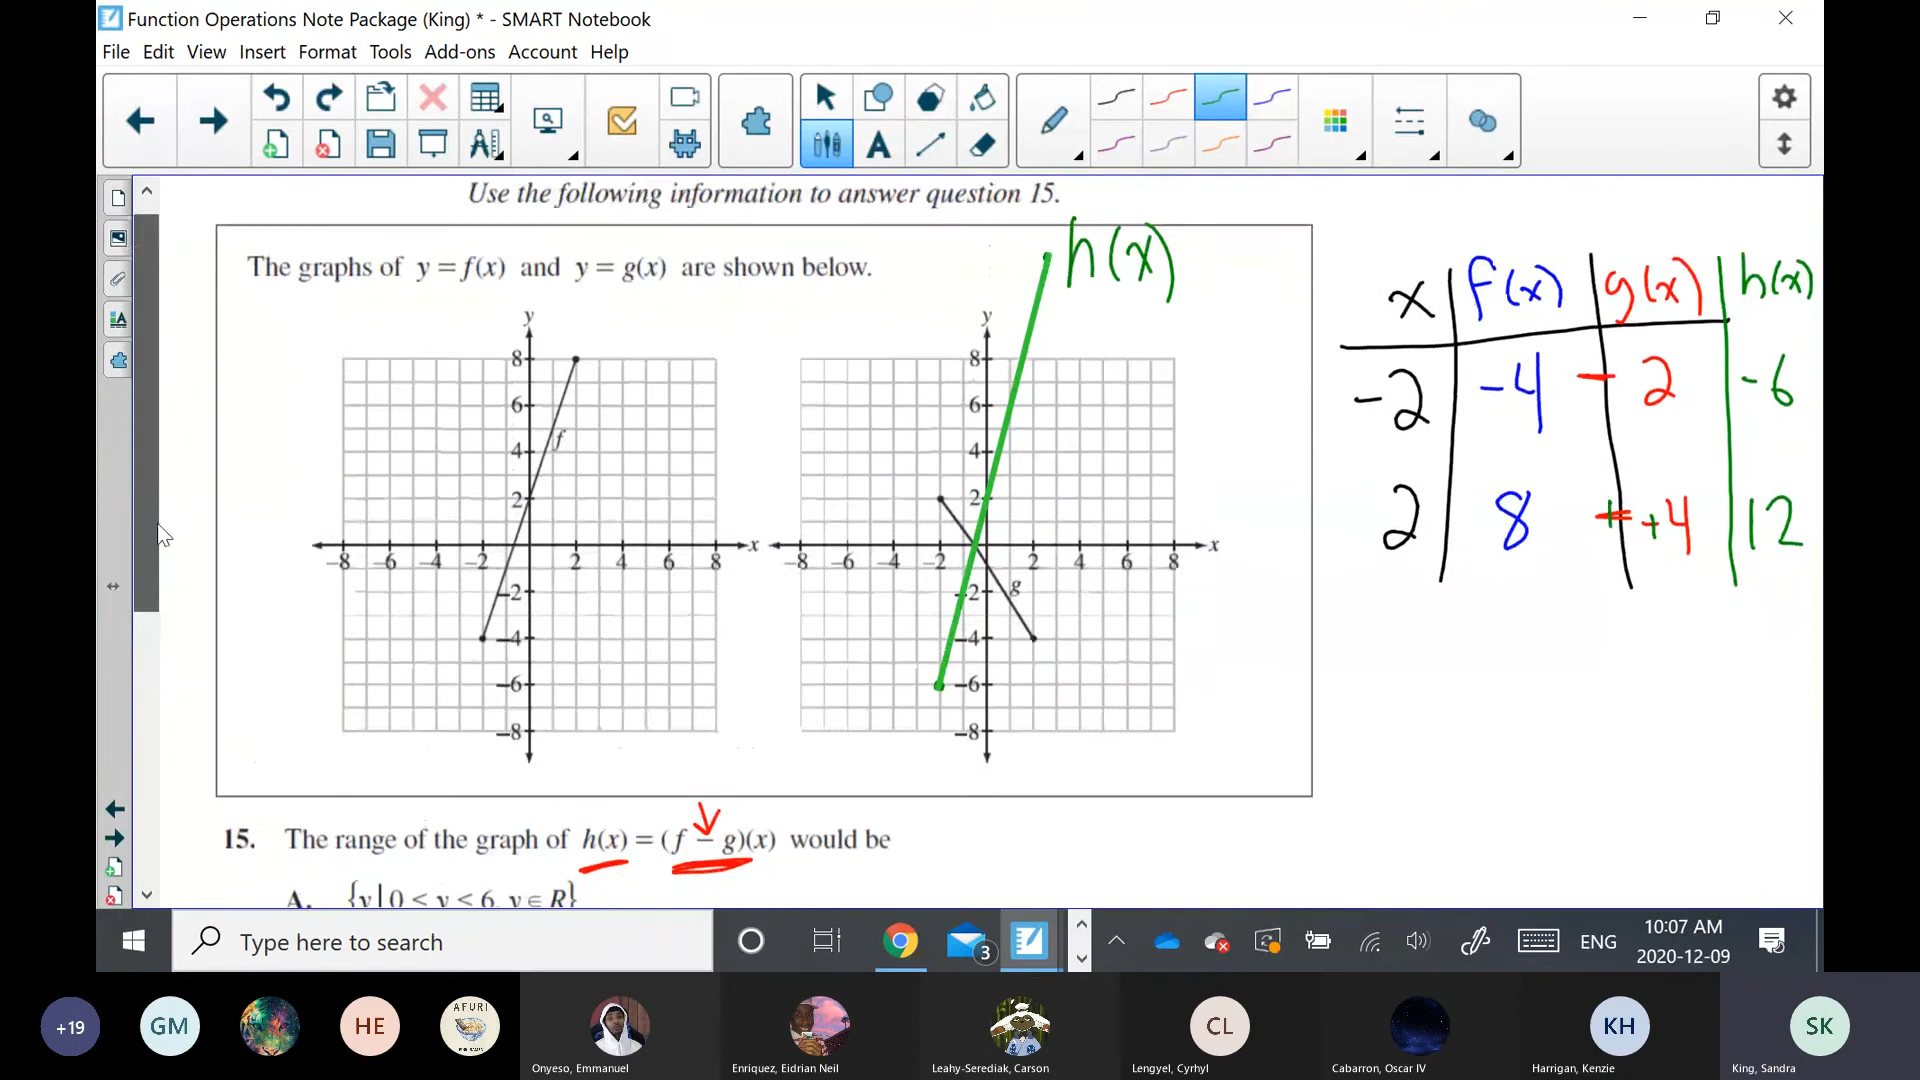 Function Operations Note Package (King) * - SMART Notebook
File Edit View Insert Format Tools Add-ons Account Help
Use the following information to answer question 15.
The graphs of y = f(x) and y = g(x) are shown below.
h(x)
x f(x) g(x) h(x)
-2 -4 - 2 -6
2 8 + +4 12
y
8
6
4
2
-2
-4
-6
-8
-8 -6 -4 -2 2 4 6 8 x
f
y
8
6
4
2
-2
-4
-6
-8
-8 -6 -4 -2 2 4 6 8 x
g
15. The range of the graph of h(x) = (f − g)(x) would be
A. {y | 0 < y < 6, y ∈ R}
Type here to search
3
ENG
10:07 AM
2020-12-09
+19
GM
HE
AFURI
CL
KH
SK
Onyeso, Emmanuel
Enriquez, Eidrian Neil
Leahy-Serediak, Carson
Lengyel, Cyrhyl
Cabarron, Oscar IV
Harrigan, Kenzie
King, Sandra